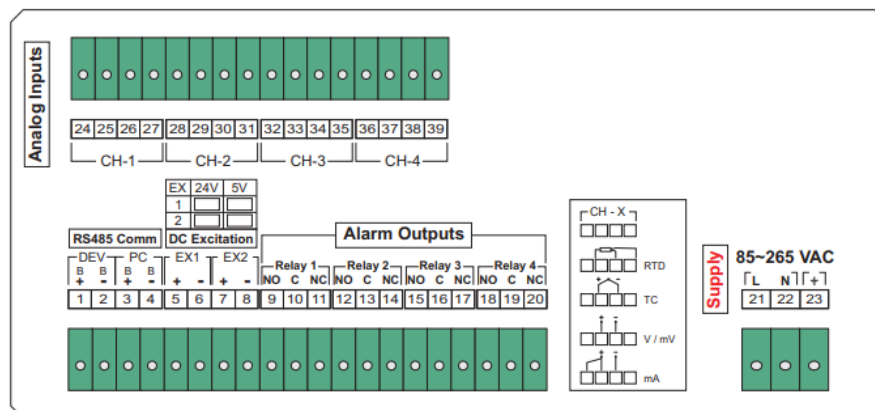 Analog Inputs
24 25 26 27 28 29 30 31 32 33 34 35 36 37 38 39
CH-1 CH-2 CH-3 CH-4
EX 24V 5V
1
2
RS485 Comm DC Excitation Alarm Outputs
DEV PC EX1 EX2 Relay 1 Relay 2 Relay 3 Relay 4
B B B B NO C NC NO C NC NO C NC NO C NC
+ - + - + - + -
1 2 3 4 5 6 7 8 9 10 11 12 13 14 15 16 17 18 19 20
CH - X
RTD
+ -
TC
+ -
V / mV
+ -
mA
Supply
85~265 VAC
L N +
21 22 23